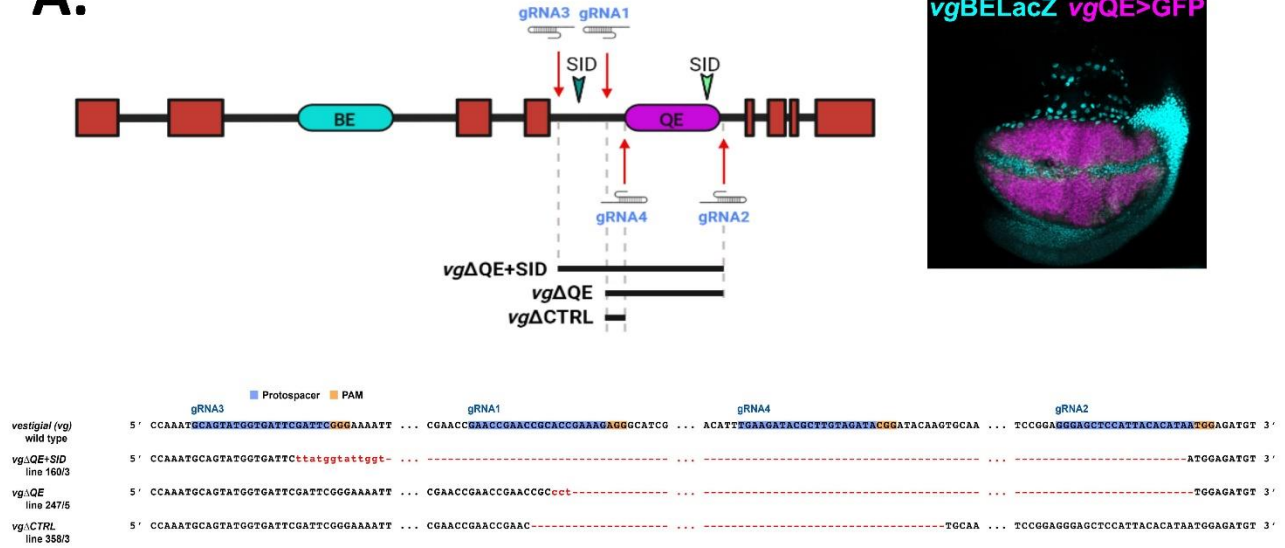 A.
vgBELacZ vgQE>GFP
gRNA3 gRNA1
SID SID
BE QE
gRNA4 gRNA2
vgΔQE+SID
vgΔQE
vgΔCTRL
Protospacer PAM
gRNA3 gRNA1 gRNA4 gRNA2
vestigial (vg) 5' CCAAATGCAGTATGGTGATTCGATTCGGGAAAATT ... CGAACCGAACCGAACCGCACCGAAAGAGGGCATCG ... ACATTTGAAGATACGCTTGTAGATACGGATACAAGTGCAA ... TCCGGAGGGAGCTCCATTACACATAATGGAGATGT 3'
wild type
vgΔQE+SID 5' CCAAATGCAGTATGGTGATTCttatggtattggt- ... ----------------------------------- ... ---------------------------------------- ... -------------------------ATGGAGATGT 3'
line 160/3
vgΔQE 5' CCAAATGCAGTATGGTGATTCGATTCGGGAAAATT ... CGAACCGAACCGAACCGCcct-------------- ... ---------------------------------------- ... --------------------------TGGAGATGT 3'
line 247/5
vgΔCTRL 5' CCAAATGCAGTATGGTGATTCGATTCGGGAAAATT ... CGAACCGAACCGAAC-------------------- ... -----------------------------------TGCAA ... TCCGGAGGGAGCTCCATTACACATAATGGAGATGT 3'
line 358/3